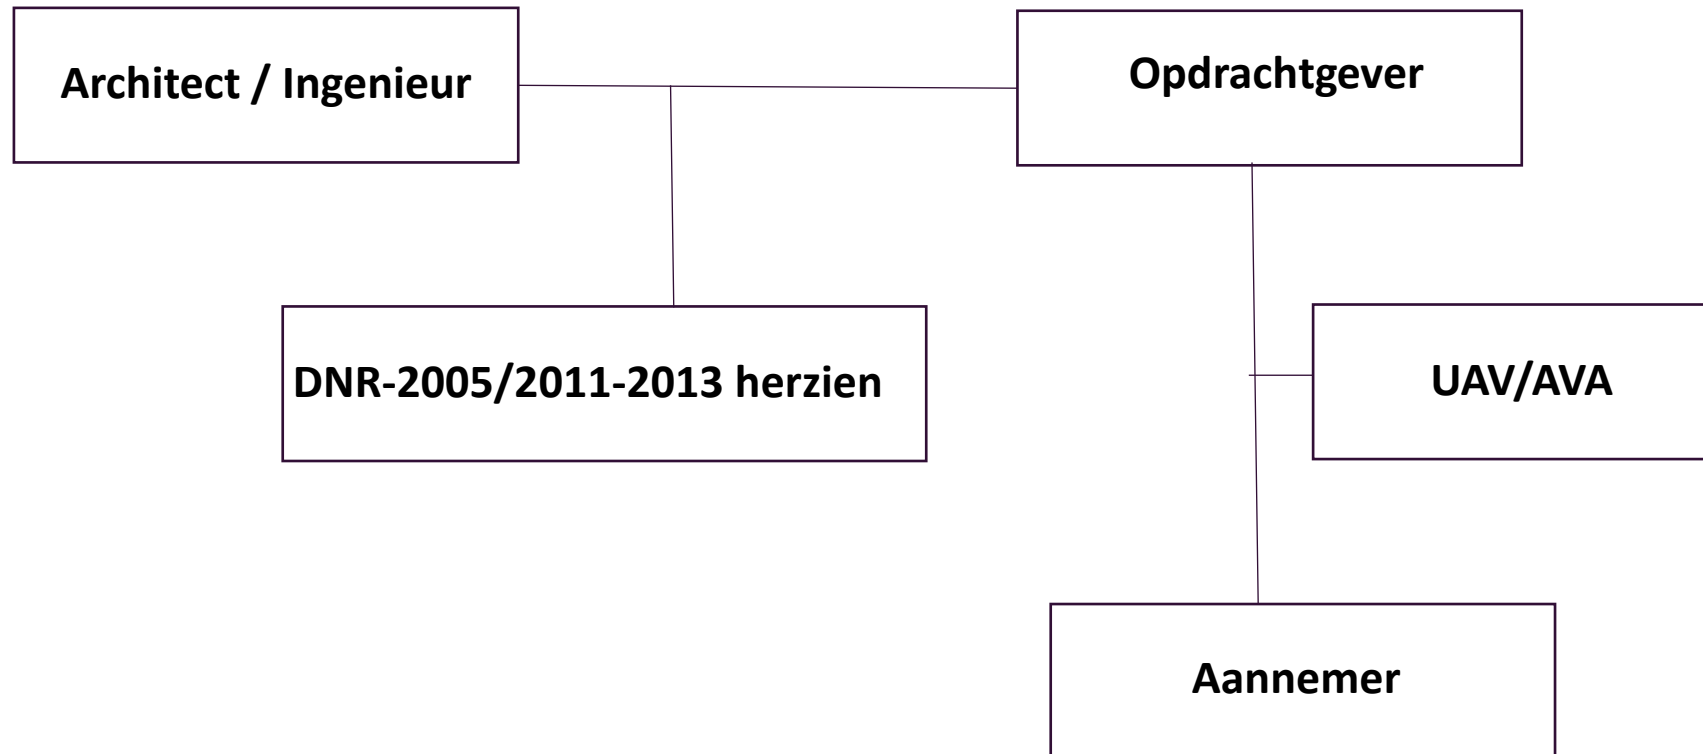 Architect / Ingenieur
Opdrachtgever
DNR-2005/2011-2013 herzien
UAV/AVA
Aannemer